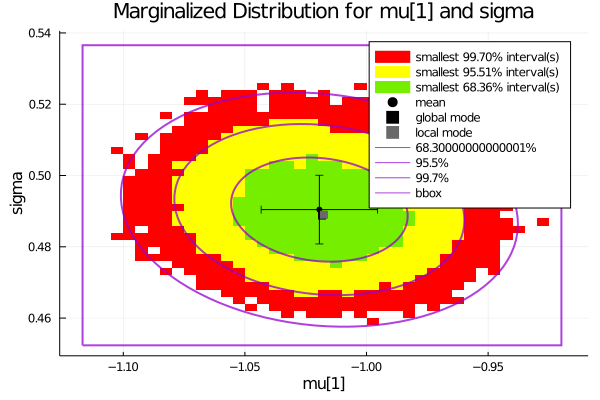 Marginalized Distribution for mu[1] and sigma
0.54
0.52
0.50
0.48
0.46
sigma
smallest 99.70% interval(s)
smallest 95.51% interval(s)
smallest 68.36% interval(s)
mean
global mode
local mode
68.30000000000001%
95.5%
99.7%
bbox
−1.10 −1.05 −1.00 −0.95
mu[1]